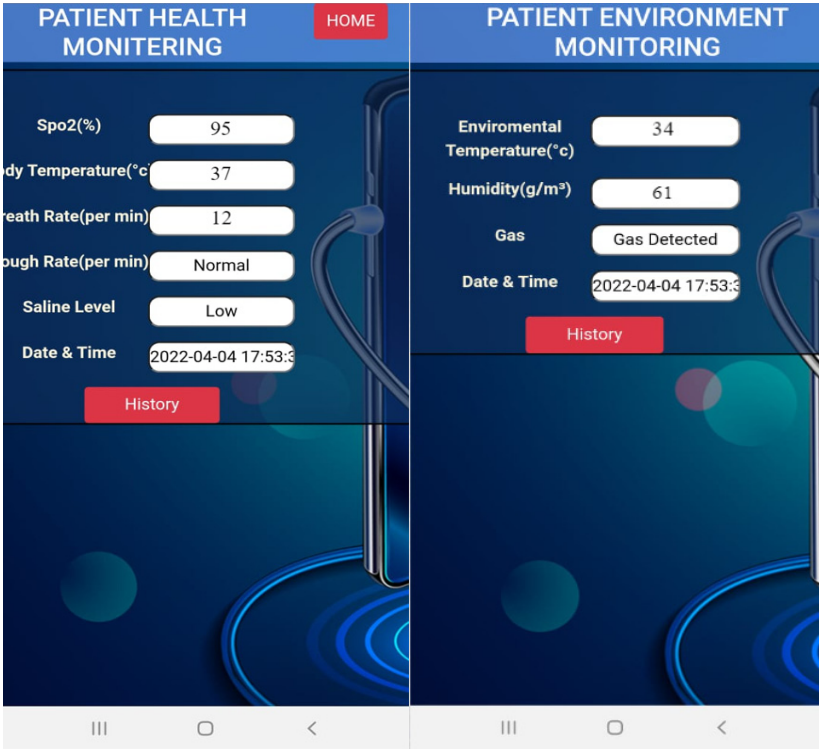 PATIENT HEALTH
MONITERING
HOME
Spo2(%)
95
ody Temperature(°c
37
reath Rate(per min)
12
ough Rate(per min)
Normal
Saline Level
Low
Date & Time
2022-04-04 17:53:3
History
PATIENT ENVIRONMENT
MONITORING
Enviromental
Temperature(°c)
34
Humidity(g/m³)
61
Gas
Gas Detected
Date & Time
2022-04-04 17:53:3
History